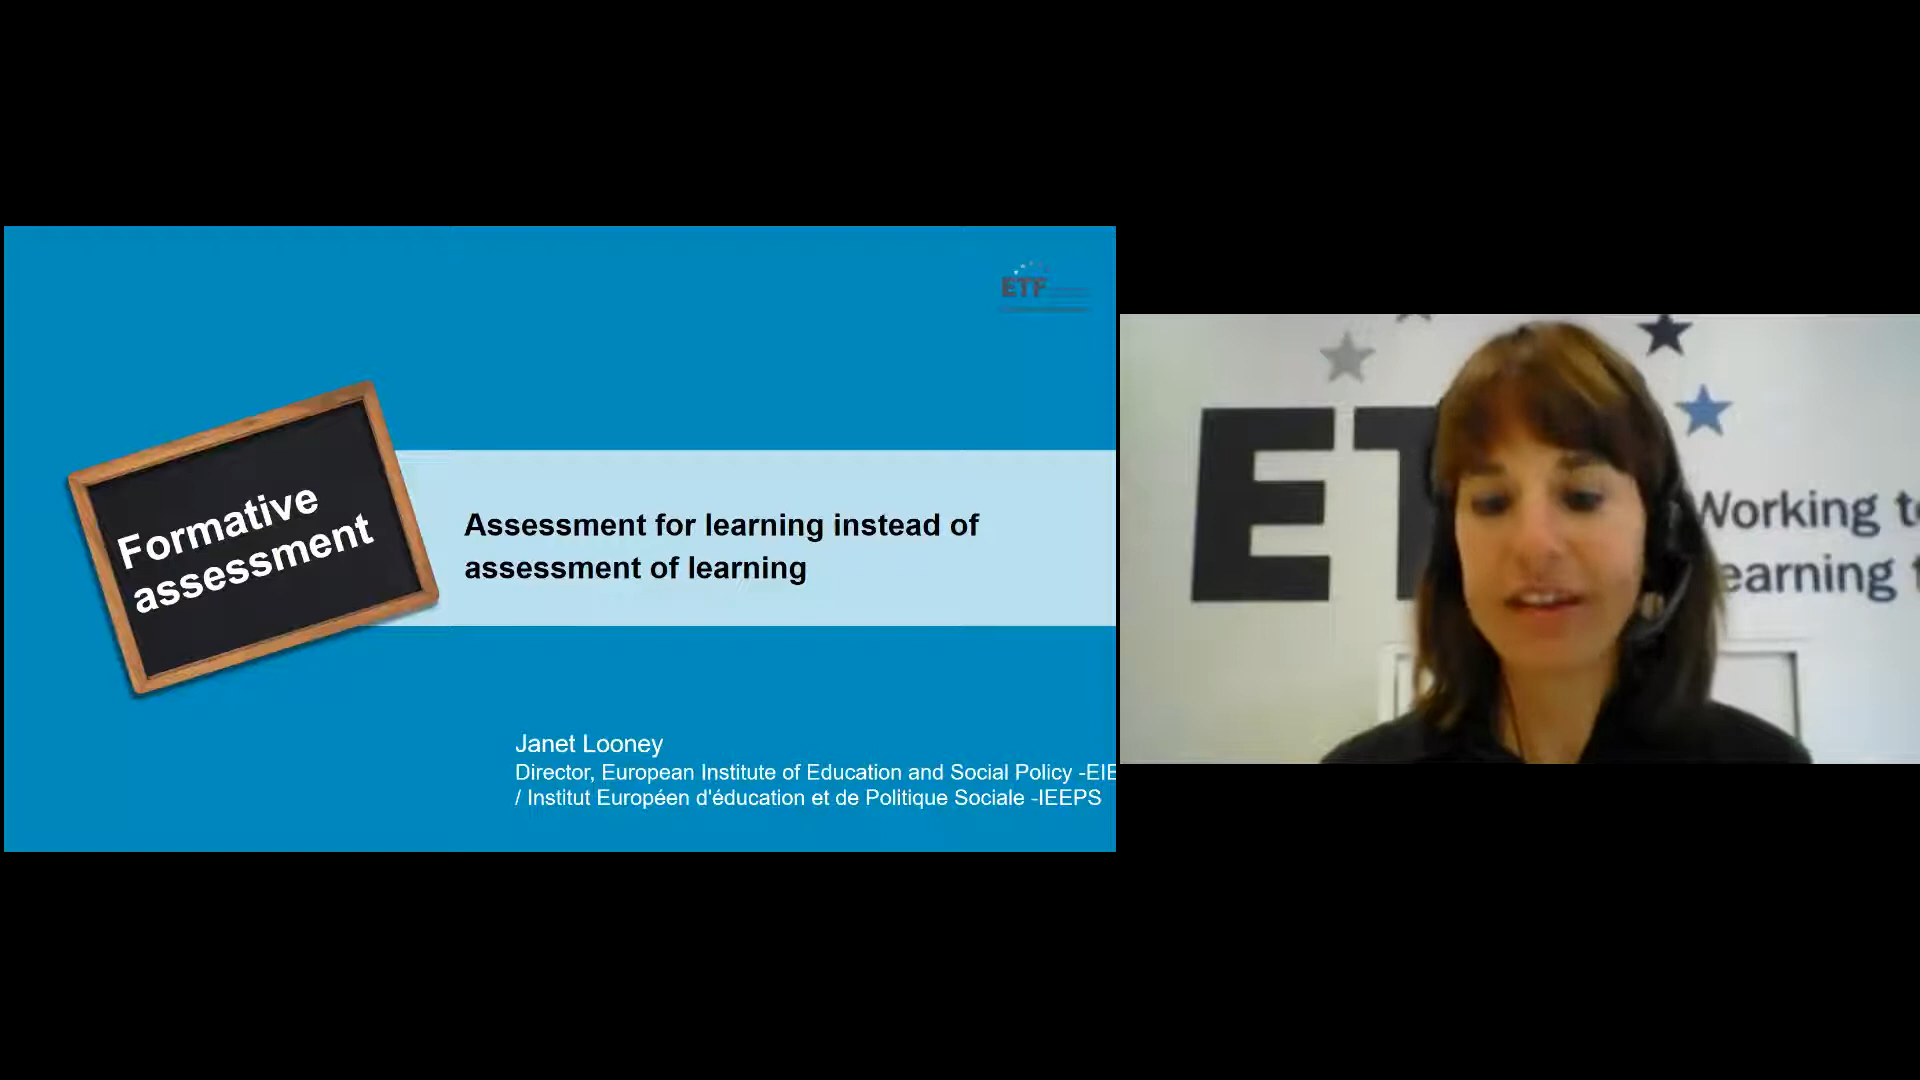 ETF
Formative
assessment
Assessment for learning instead of
assessment of learning
Janet Looney
Director, European Institute of Education and Social Policy -EIE
/ Institut Européen d'éducation et de Politique Sociale -IEEPS
ET
Working to
earning